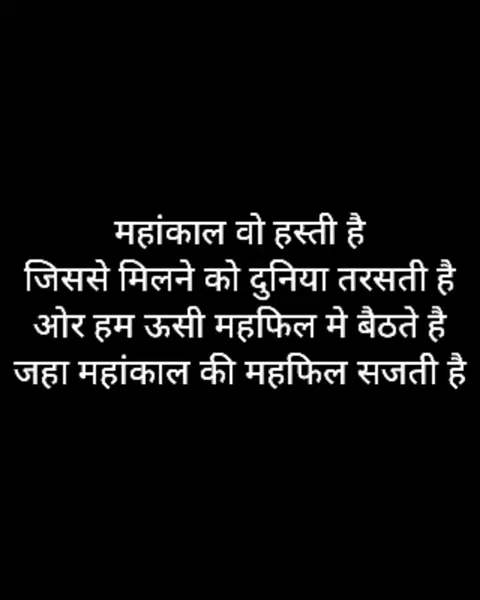 महांकाल वो हस्ती है
जिससे मिलने को दुनिया तरसती है
ओर हम ऊसी महफिल मे बैठते है
जहा महांकाल की महफिल सजती है